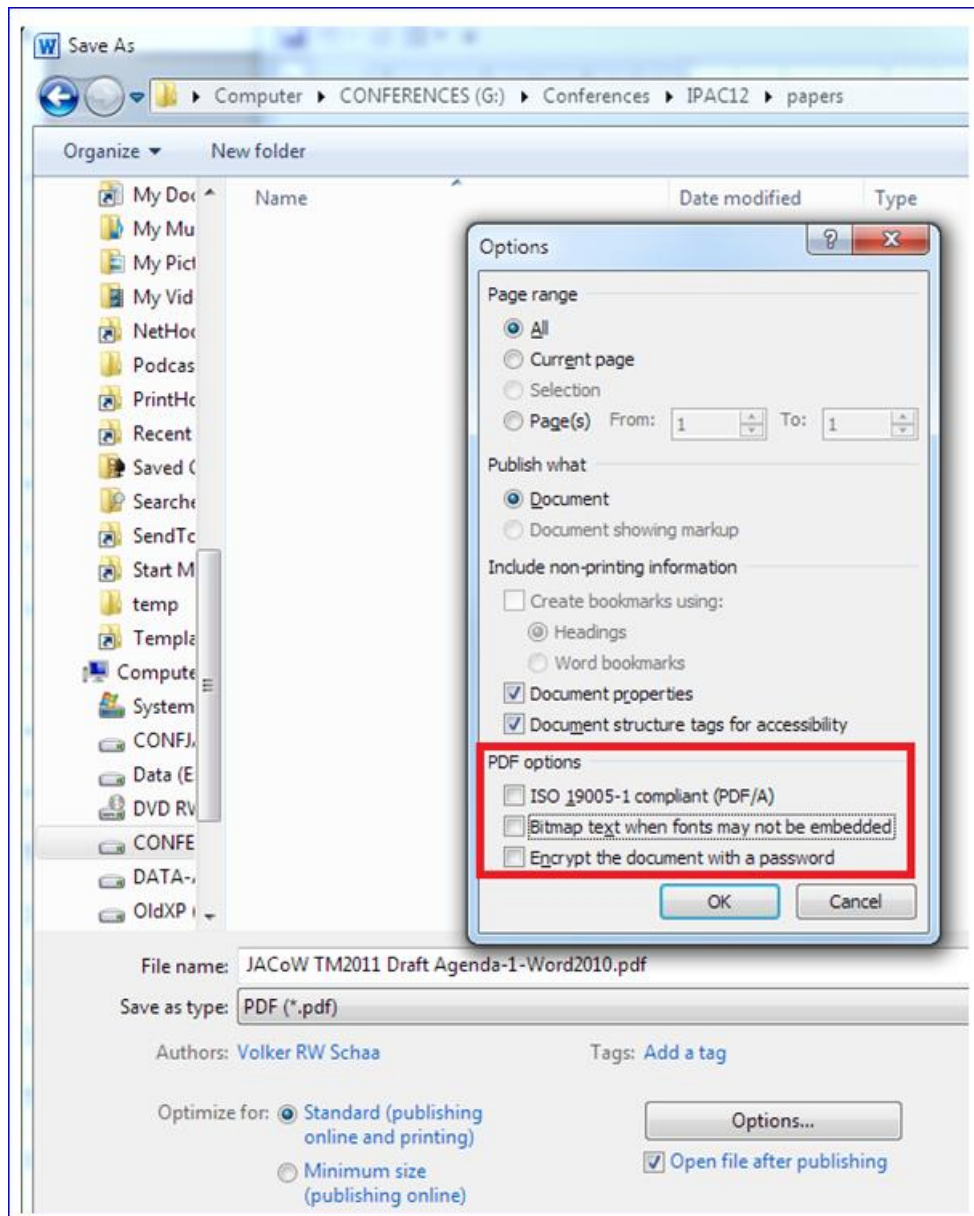 Save As
Computer ▸ CONFERENCES (G:) ▸ Conferences ▸ IPAC12 ▸ papers
Organize New folder
Name Date modified Type
My Doc
My Mu
My Pict
My Vid
NetHoo
Podcas
PrintHo
Recent
Saved G
Searche
SendTo
Start M
temp
Templa
Compute
System
CONFJ
Data (E
DVD RW
CONFE
DATA-
OldXP (
Options
Page range
All
Current page
Selection
Page(s) From: 1 To: 1
Publish what
Document
Document showing markup
Include non-printing information
Create bookmarks using:
Headings
Word bookmarks
Document properties
Document structure tags for accessibility
PDF options
ISO 19005-1 compliant (PDF/A)
Bitmap text when fonts may not be embedded
Encrypt the document with a password
OK Cancel
File name: JACoW TM2011 Draft Agenda-1-Word2010.pdf
Save as type: PDF (*.pdf)
Authors: Volker RW Schaa Tags: Add a tag
Optimize for: Standard (publishing
online and printing)
Options...
Minimum size
(publishing online)
Open file after publishing